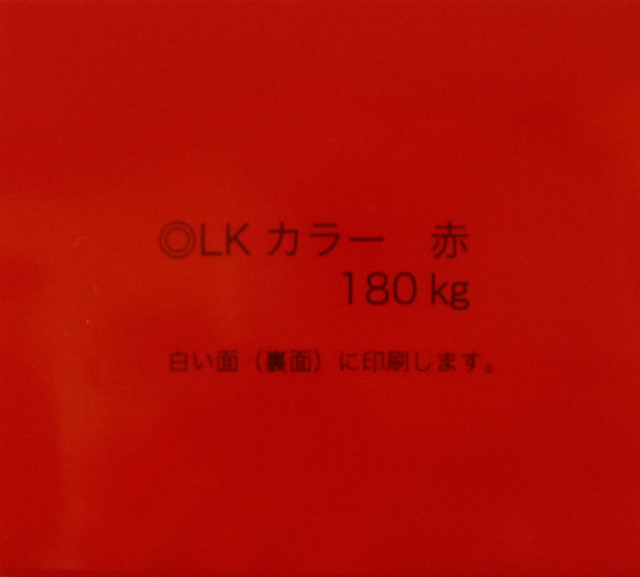 ◎LK カラー　赤
180 kg
白い面（裏面）に印刷します。